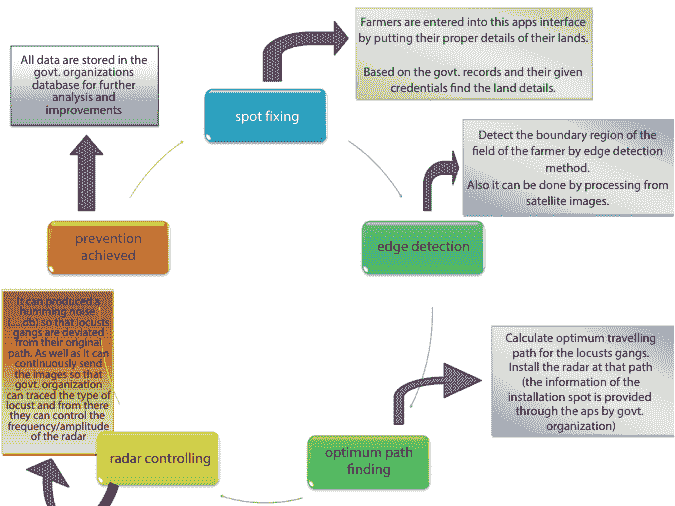 Farmers are entered into this apps interface
by putting their proper details of their lands.
Based on the govt. records and their given
credentials find the land details.
All data are stored in the
govt. organizations
database for further
analysis and
improvements
spot fixing
Detect the boundary region of the
field of the farmer by edge detection
method.
Also it can be done by processing from
satellite images.
prevention
achieved
edge detection
It can produced a
humming noise
(....db) so that locusts
gangs are deviated
from their original
path. As well as it can
continuously send
the images so that
govt. organization
can traced the type of
locust and from there
they can control the
frequency/amplitude
of the radar
Calculate optimum travelling
path for the locusts gangs.
Install the radar at that path
(the information of the
installation spot is provided
through the aps by govt.
organization)
radar controlling
optimum path
finding